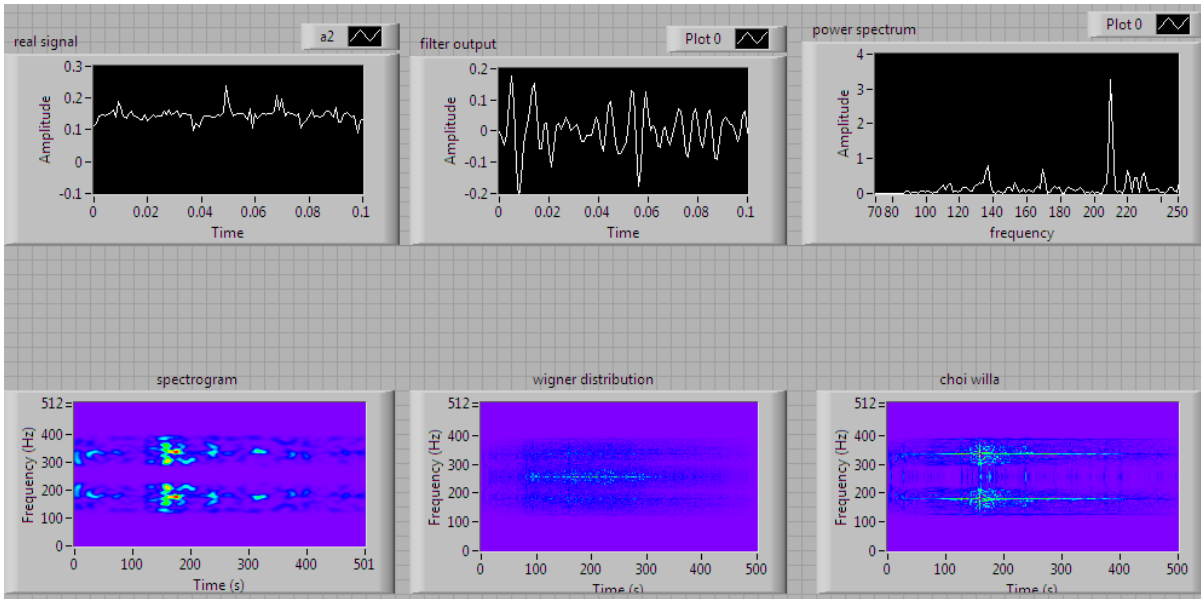 real signal
a2
Amplitude
0.3
0.2
0.1
0
-0.1
0 0.02 0.04 0.06 0.08 0.1
Time
filter output
Plot 0
Amplitude
0.2
0.1
0
-0.1
-0.2
0 0.02 0.04 0.06 0.08 0.1
Time
power spectrum
Plot 0
Amplitude
4
3
2
1
0
70 80 100 120 140 160 180 200 220 250
frequency
spectrogram
Frequency (Hz)
512
400
300
200
100
0
0 100 200 300 400 501
Time (s)
wigner distribution
Frequency (Hz)
512
400
300
200
100
0
0 100 200 300 400 500
Time (s)
choi willa
Frequency (Hz)
512
400
300
200
100
0
0 100 200 300 400 500
Time (s)